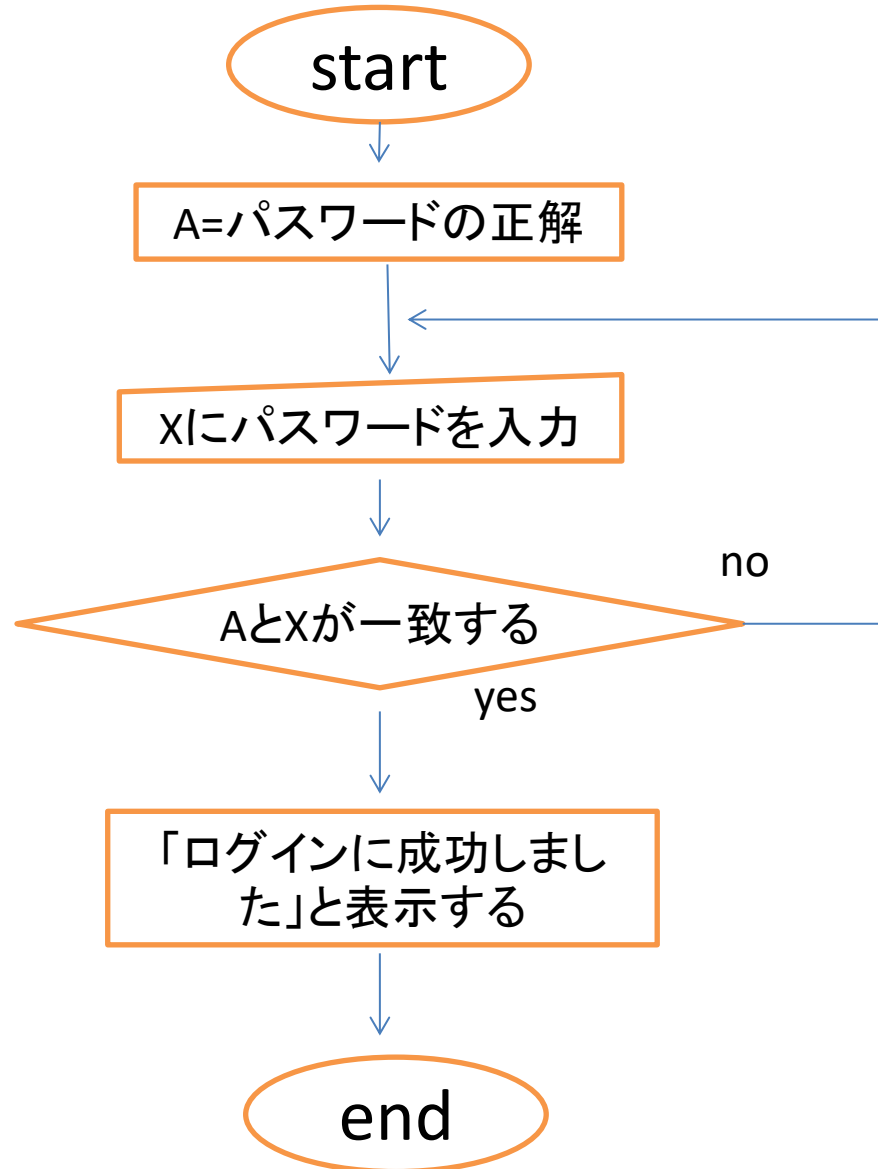 start
A=パスワードの正解
Xにパスワードを入力
no
AとXが一致する
yes
「ログインに成功しまし
た」と表示する
end